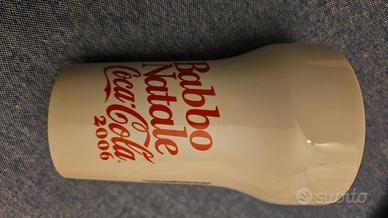 Babbo
Natale
Coca-Cola
2006
subito